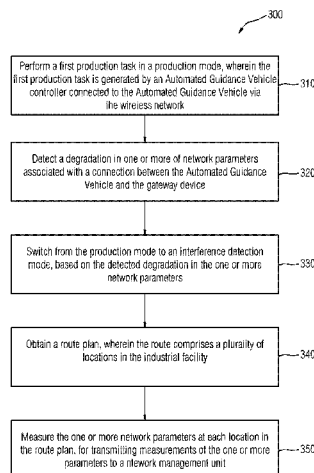 300
Perform a first production task in a production mode, wherein the
first production task is generated by an Automated Guidance Vehicle
controller connected to the Automated Guidance Vehicle via
the wireless network
310
Detect a degradation in one or more of network parameters
associated with a connection between the Automated Guidance
Vehicle and the gateway device
320
Switch from the production mode to an interference detection
mode, based on the detected degradation in the one or more
network parameters
330
Obtain a route plan, wherein the route comprises a plurality of
locations in the industrial facility
340
Measure the one or more network parameters at each location in
the route plan, for transmitting measurements of the one or more
parameters to a ntework management unit
350